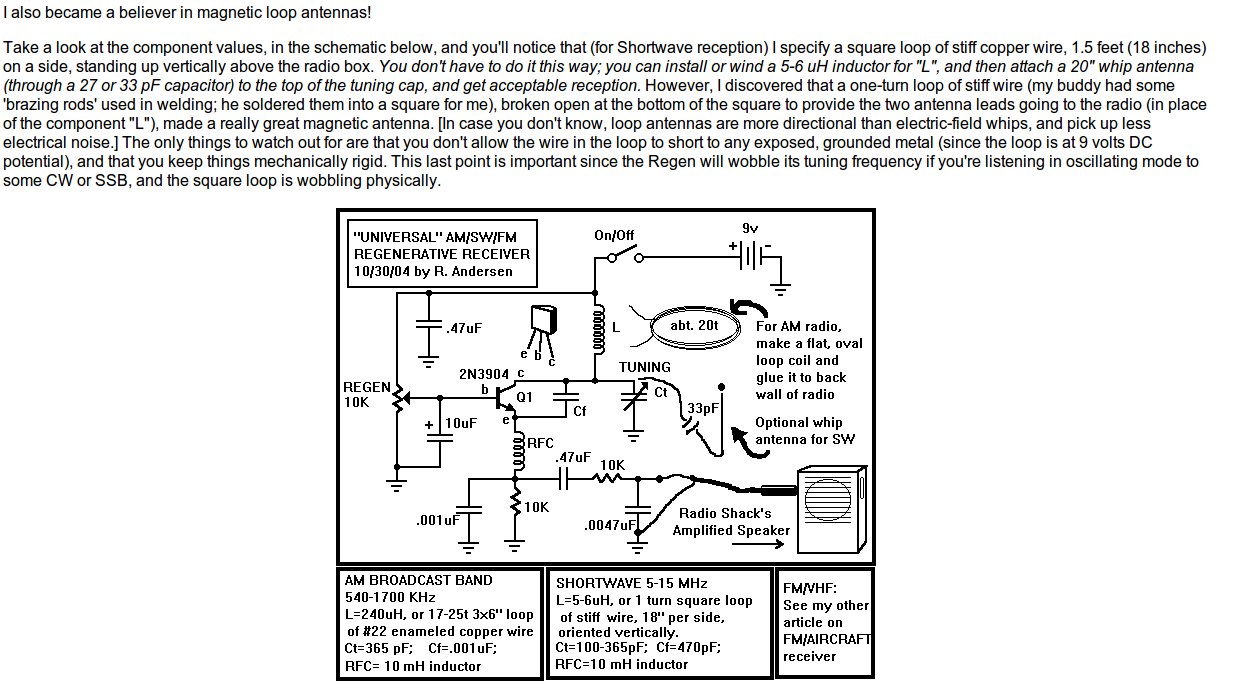 I also became a believer in magnetic loop antennas!
Take a look at the component values, in the schematic below, and you'll notice that (for Shortwave reception) I specify a square loop of stiff copper wire, 1.5 feet (18 inches)
on a side, standing up vertically above the radio box. You don't have to do it this way; you can install or wind a 5-6 uH inductor for "L", and then attach a 20" whip antenna
(through a 27 or 33 pF capacitor) to the top of the tuning cap, and get acceptable reception. However, I discovered that a one-turn loop of stiff wire (my buddy had some
'brazing rods' used in welding; he soldered them into a square for me), broken open at the bottom of the square to provide the two antenna leads going to the radio (in place
of the component "L"), made a really great magnetic antenna. [In case you don't know, loop antennas are more directional than electric-field whips, and pick up less
electrical noise.] The only things to watch out for are that you don't allow the wire in the loop to short to any exposed, grounded metal (since the loop is at 9 volts DC
potential), and that you keep things mechanically rigid. This last point is important since the Regen will wobble its tuning frequency if you're listening in oscillating mode to
some CW or SSB, and the square loop is wobbling physically.
"UNIVERSAL" AM/SW/FM
REGENERATIVE RECEIVER
10/30/04 by R. Andersen
On/Off
9v
+ -
.47uF
e b c
L
abt. 20t
For AM radio,
make a flat, oval
loop coil and
glue it to back
wall of radio
2N3904 c
b
Q1
e
Cf
TUNING
Ct
33pF
REGEN
10K
+ 10uF
Optional whip
antenna for SW
RFC
.47uF
10K
.001uF
10K
.0047uF
Radio Shack's
Amplified Speaker
AM BROADCAST BAND
540-1700 KHz
L=240uH, or 17-25t 3x6" loop
of #22 enameled copper wire
Ct=365 pF; Cf=.001uF;
RFC= 10 mH inductor
SHORTWAVE 5-15 MHz
L=5-6uH, or 1 turn square loop
of stiff wire, 18" per side,
oriented vertically.
Ct=100-365pF; Cf=470pF;
RFC=10 mH inductor
FM/VHF:
See my other
article on
FM/AIRCRAFT
receiver